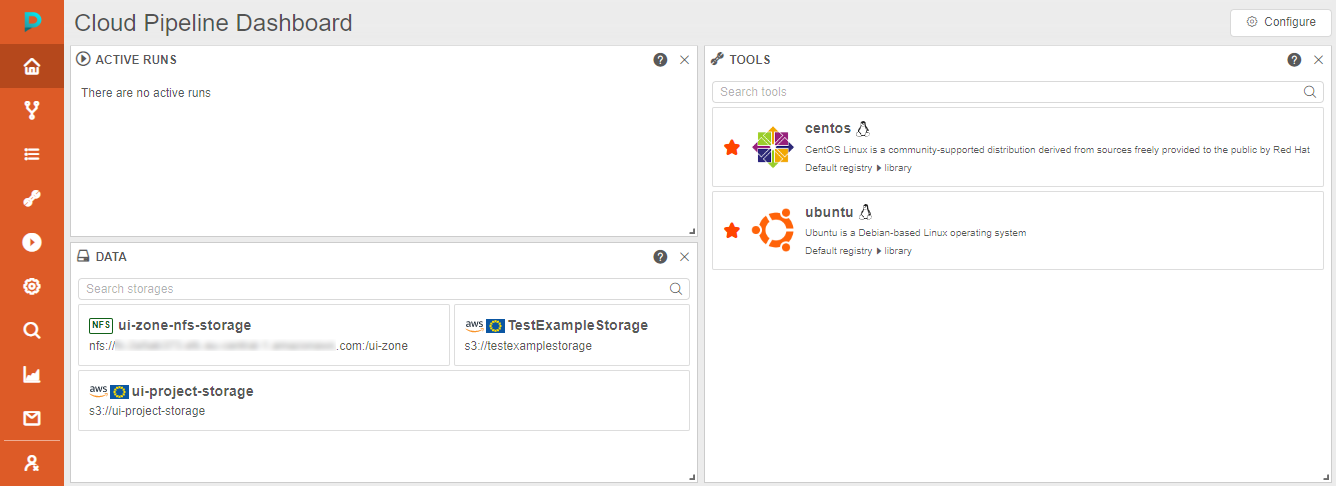 Cloud Pipeline Dashboard
Configure
ACTIVE RUNS
There are no active runs
DATA
Search storages
NFS ui-zone-nfs-storage
nfs:// .com:/ui-zone
aws TestExampleStorage
s3://testexamplestorage
aws ui-project-storage
s3://ui-project-storage
TOOLS
Search tools
centos
CentOS Linux is a community-supported distribution derived from sources freely provided to the public by Red Hat
Default registry library
ubuntu
Ubuntu is a Debian-based Linux operating system
Default registry library